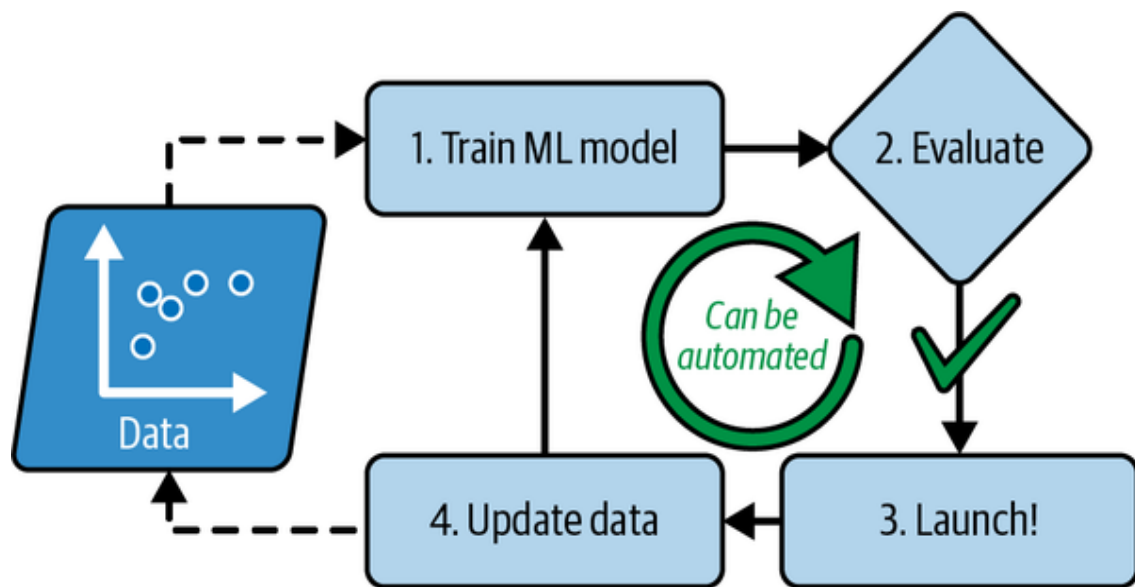 1. Train ML model
2. Evaluate
Can be
automated
Data
4. Update data
3. Launch!